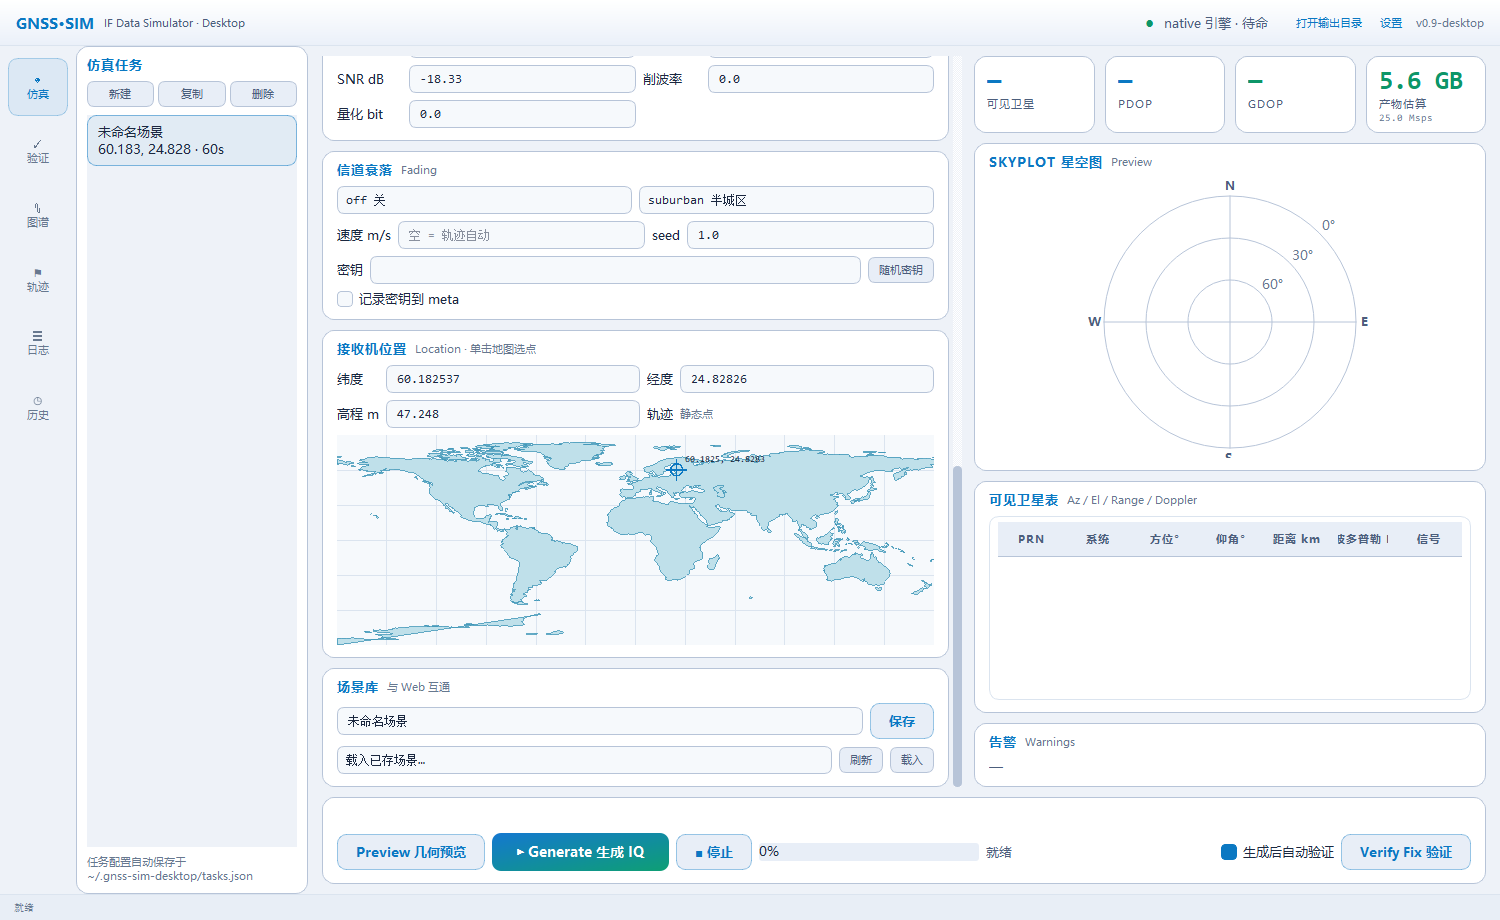 GNSS•SIM IF Data Simulator · Desktop
native 引擎 · 待命 打开输出目录 设置 v0.9-desktop
仿真
验证
图谱
轨迹
日志
历史
仿真任务
新建 复制 删除
未命名场景
60.183, 24.828 · 60s
任务配置自动保存于
~/.gnss-sim-desktop/tasks.json
SNR dB -18.33 削波率 0.0
量化 bit 0.0
信道衰落 Fading
off 关 suburban 半城区
速度 m/s 空 = 轨迹自动 seed 1.0
密钥 随机密钥
记录密钥到 meta
接收机位置 Location · 单击地图选点
纬度 60.182537 经度 24.82826
高程 m 47.248 轨迹 静态点
60.1825, 24.8283
场景库 与 Web 互通
未命名场景 保存
载入已存场景… 刷新 载入
— 可见卫星
— PDOP
— GDOP
5.6 GB
产物估算
25.0 Msps
SKYPLOT 星空图 Preview
N
0°
30°
60°
W E
S
可见卫星表 Az / El / Range / Doppler
PRN 系统 方位° 仰角° 距离 km 多普勒 信号
告警 Warnings
—
Preview 几何预览 ▸ Generate 生成 IQ ■ 停止 0% 就绪 生成后自动验证 Verify Fix 验证
就绪